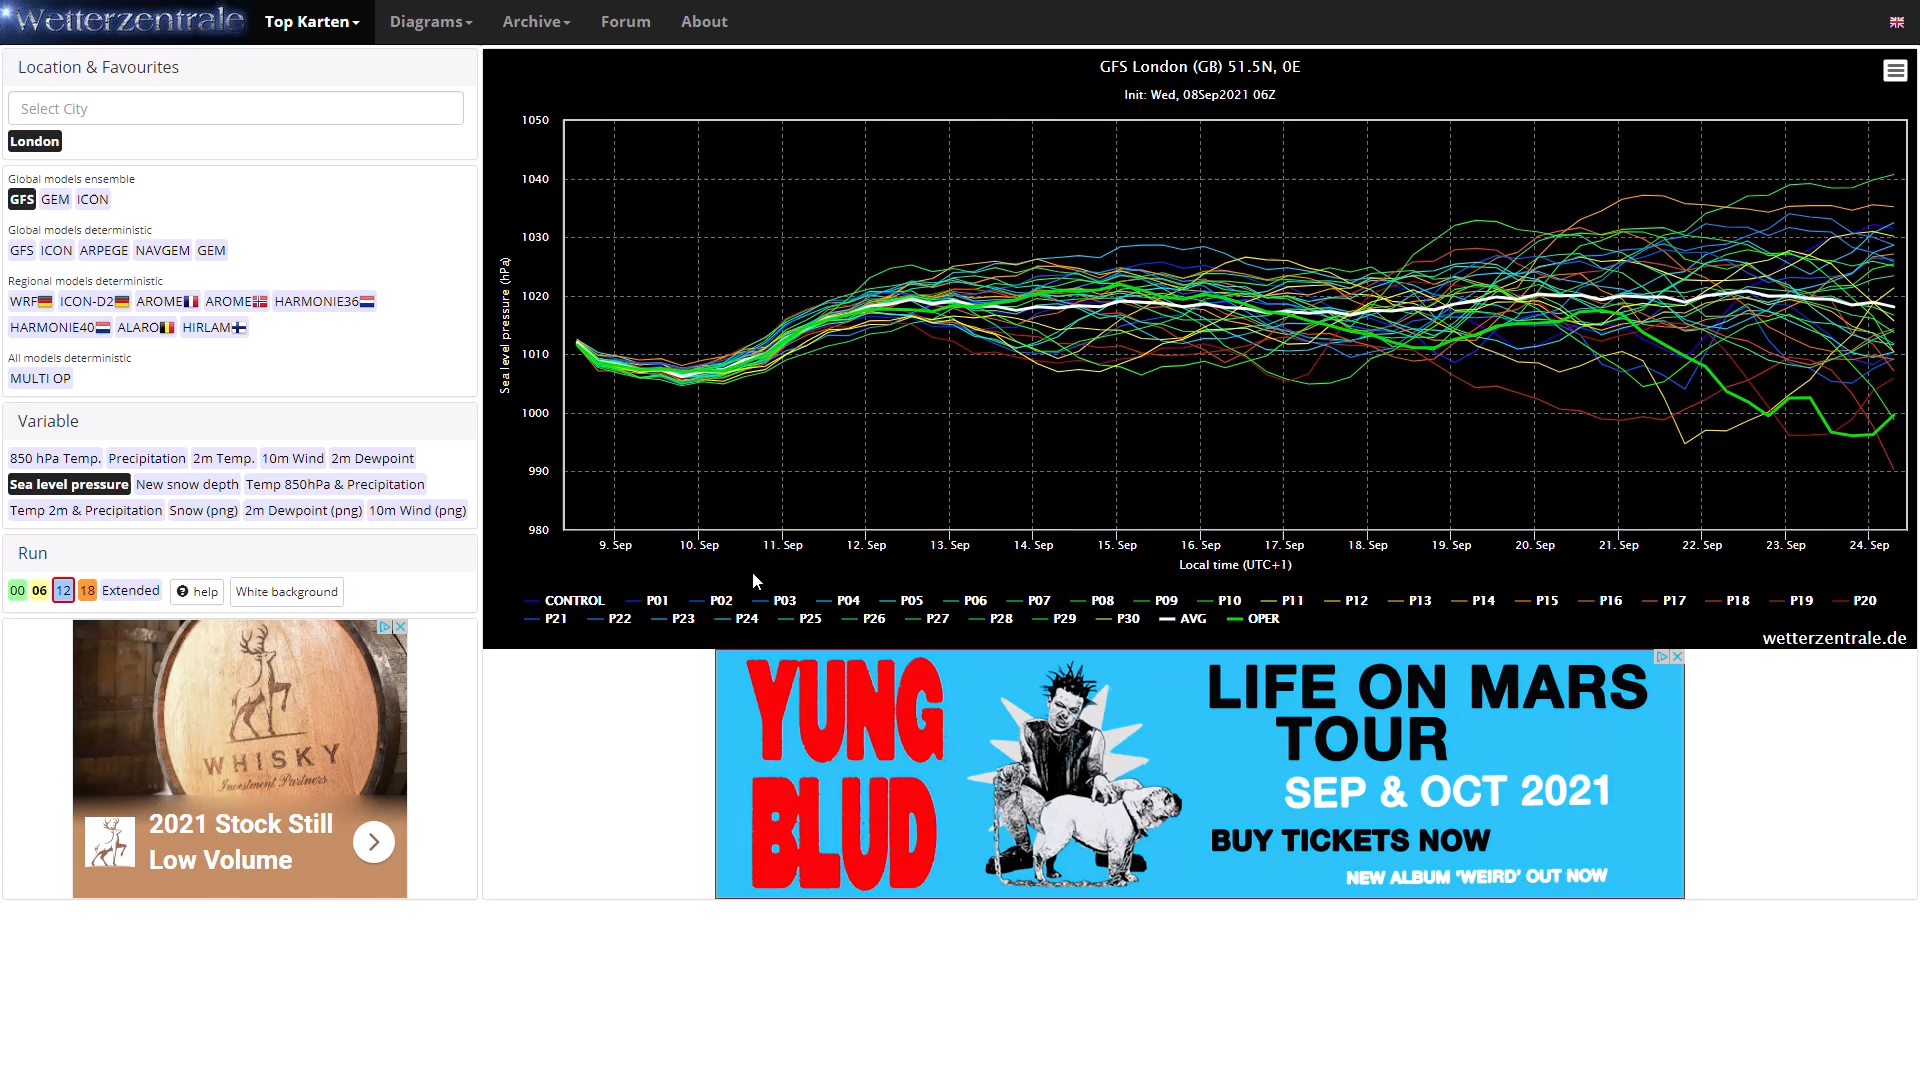 Wetterzentrale
Top Karten
Diagrams
Archive
Forum
About
Location & Favourites
Select City
London
Global models ensemble
GFS GEM ICON
Global models deterministic
GFS ICON ARPEGE NAVGEM GEM
Regional models deterministic
WRF ICON-D2 AROME AROME HARMONIE36
HARMONIE40 ALARO HIRLAM
All models deterministic
MULTI OP
Variable
850 hPa Temp. Precipitation 2m Temp. 10m Wind 2m Dewpoint
Sea level pressure New snow depth Temp 850hPa & Precipitation
Temp 2m & Precipitation Snow (png) 2m Dewpoint (png) 10m Wind (png)
Run
00 06 12 18 Extended help White background
WHISKY
Investment Partners
2021 Stock Still
Low Volume
GFS London (GB) 51.5N, 0E
Init: Wed, 08Sep2021 06Z
Sea level pressure (hPa)
1050
1040
1030
1020
1010
1000
990
980
9. Sep 10. Sep 11. Sep 12. Sep 13. Sep 14. Sep 15. Sep 16. Sep 17. Sep 18. Sep 19. Sep 20. Sep 21. Sep 22. Sep 23. Sep 24. Sep
Local time (UTC+1)
CONTROL P01 P02 P03 P04 P05 P06 P07 P08 P09 P10 P11 P12 P13 P14 P15 P16 P17 P18 P19 P20
P21 P22 P23 P24 P25 P26 P27 P28 P29 P30 AVG OPER
wetterzentrale.de
YUNG
BLUD
LIFE ON MARS
TOUR
SEP & OCT 2021
BUY TICKETS NOW
NEW ALBUM 'WEIRD' OUT NOW